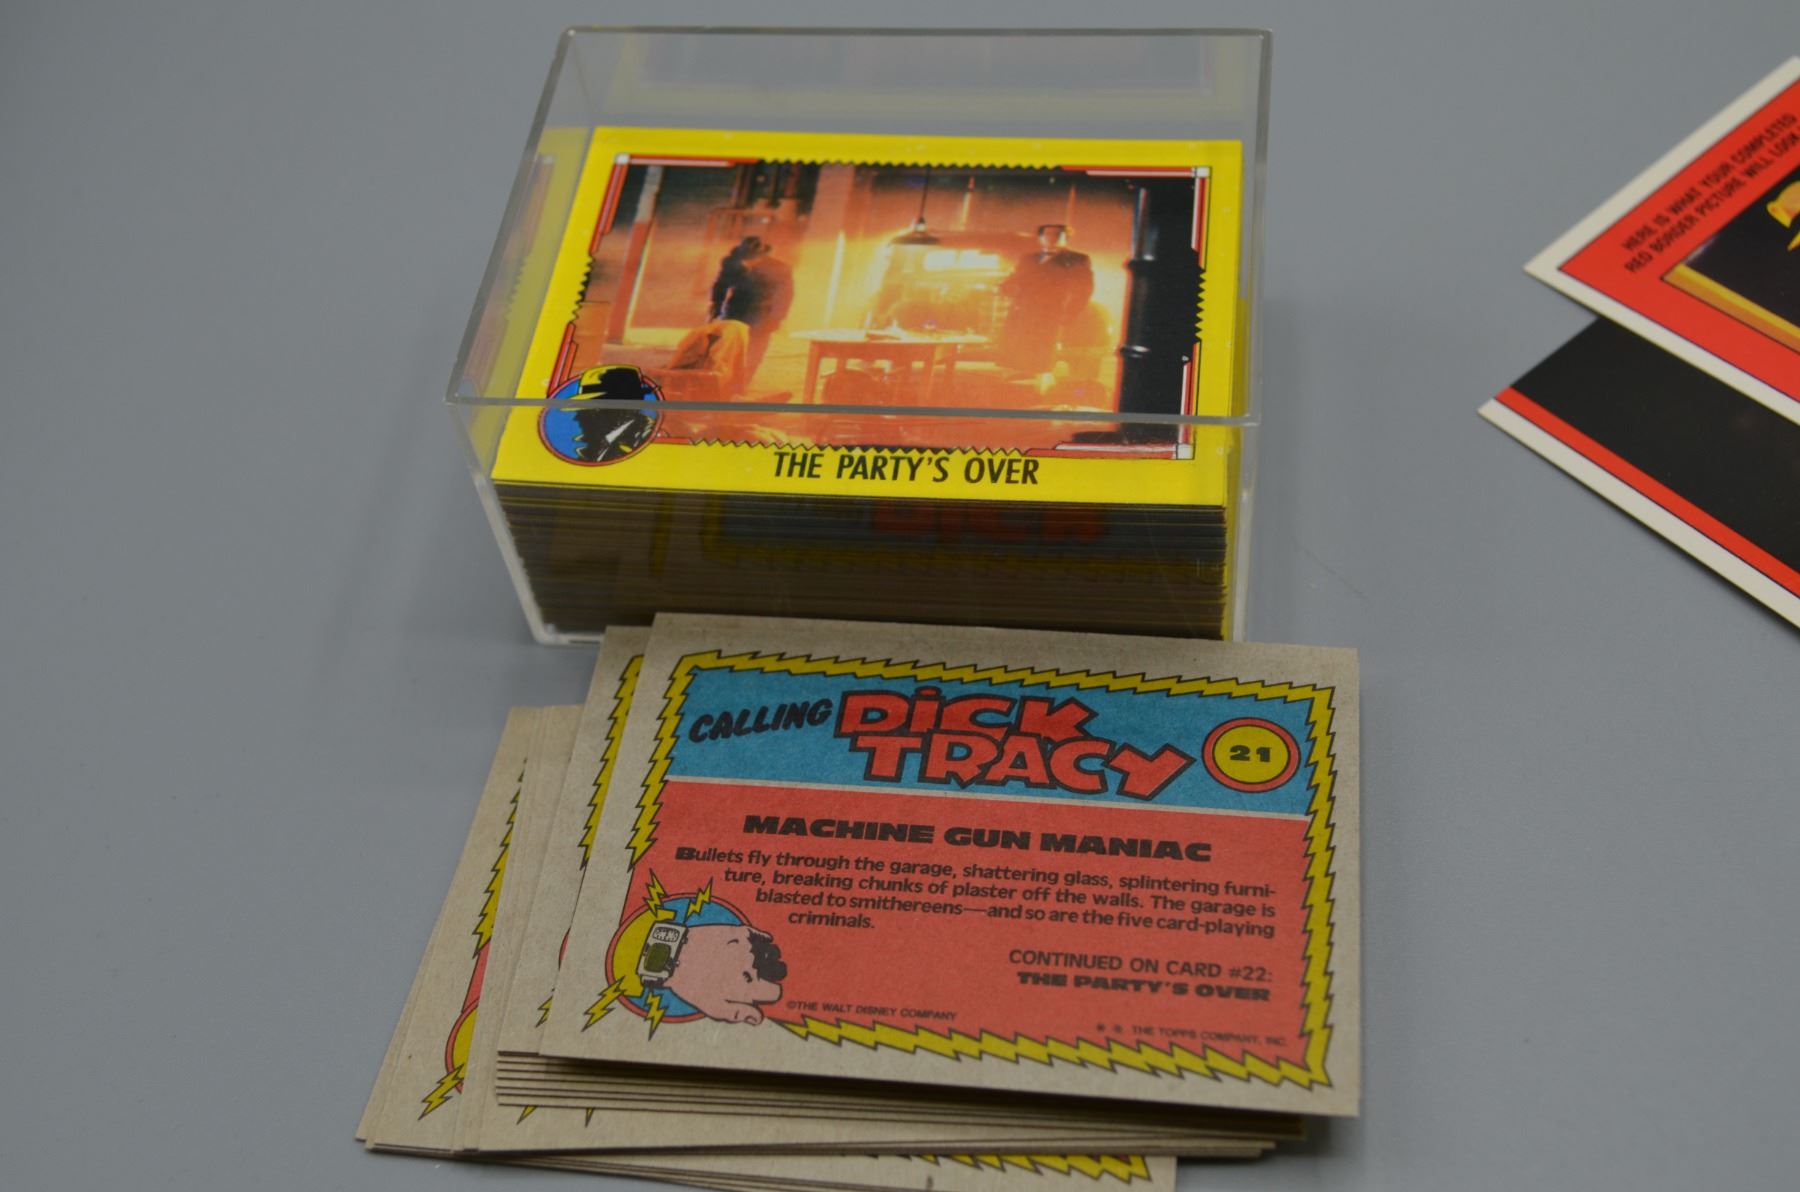 THE PARTY'S OVER
HERE IS WHAT YOUR COMPLETED
RED BORDER PICTURE WILL LOOK
DICK
CALLING DICK
TRACY
21
MACHINE GUN MANIAC
Bullets fly through the garage, shattering glass, splintering furni-
ture, breaking chunks of plaster off the walls. The garage is
blasted to smithereens—and so are the five card-playing
criminals.
CONTINUED ON CARD #22:
THE PARTY'S OVER
©THE WALT DISNEY COMPANY
THE TOPPS COMPANY, INC.